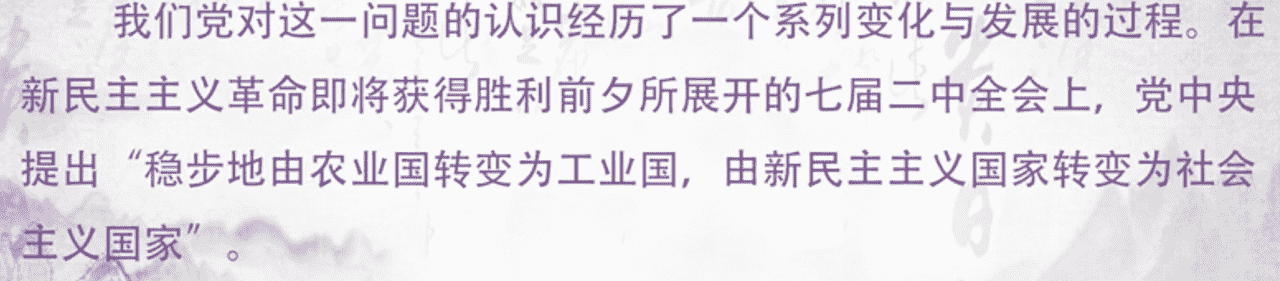 我们党对这一问题的认识经历了一个系列变化与发展的过程。在
新民主主义革命即将获得胜利前夕所展开的七届二中全会上，党中央
提出“稳步地由农业国转变为工业国，由新民主主义国家转变为社会
主义国家”。